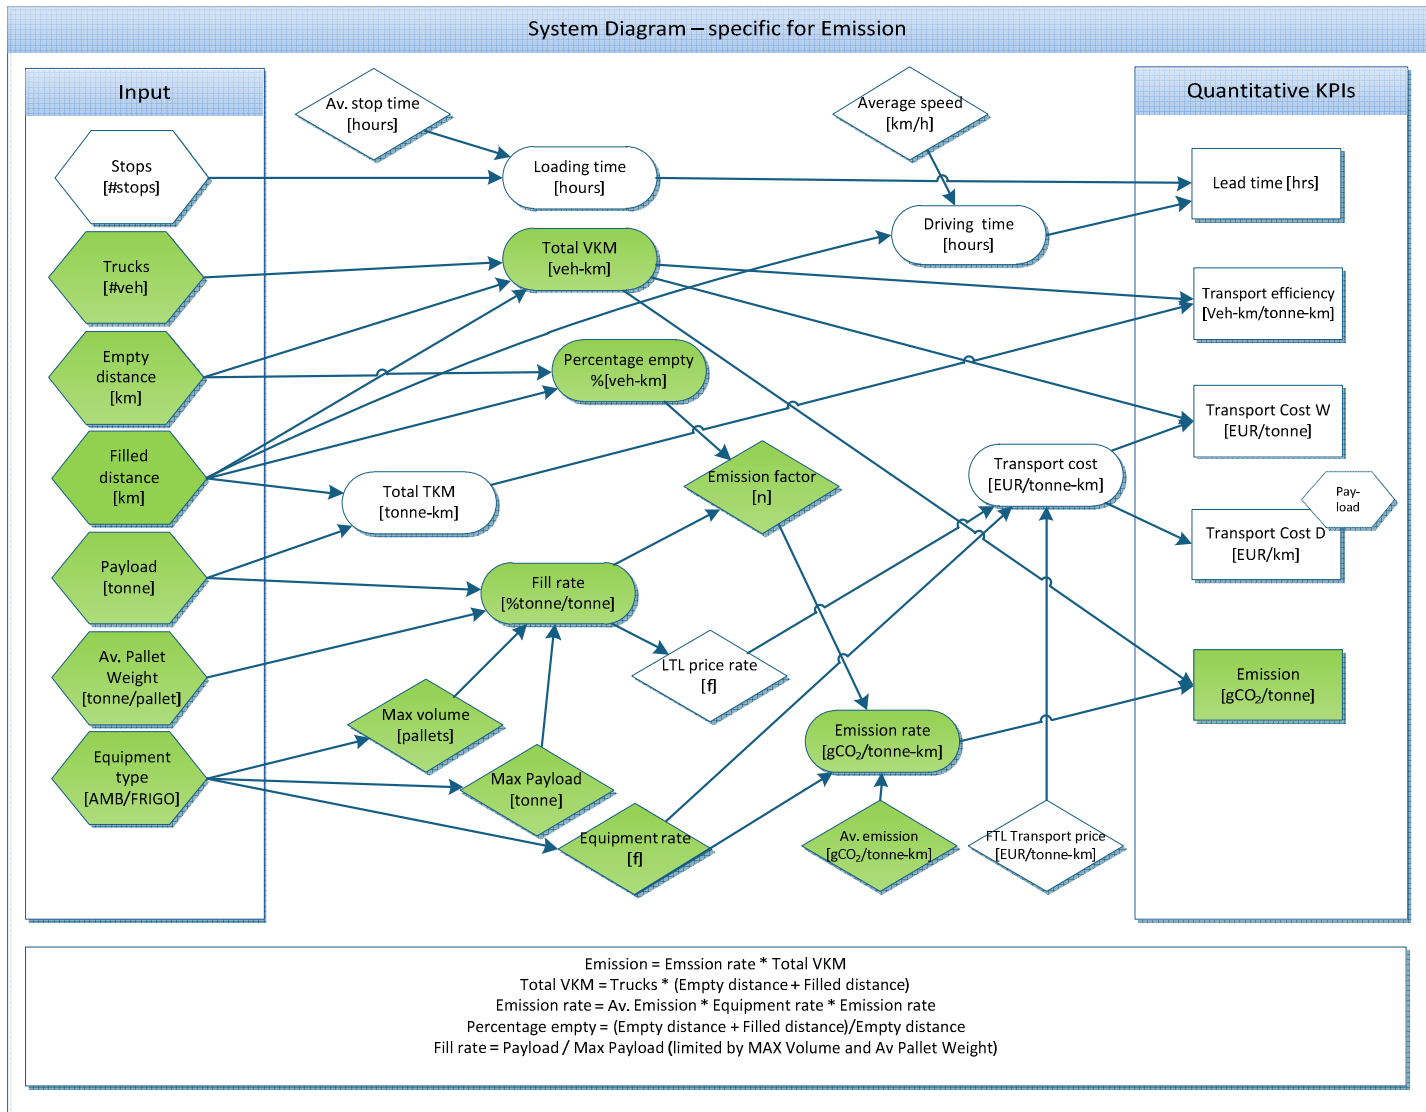 System Diagram – specific for Emission
Input
Quantitative KPIs
Av. stop time
[hours]
Average speed
[km/h]
Stops
[#stops]
Loading time
[hours]
Lead time [hrs]
Driving time
[hours]
Trucks
[#veh]
Total VKM
[veh-km]
Transport efficiency
[Veh-km/tonne-km]
Empty
distance
[km]
Percentage empty
%[veh-km]
Transport Cost W
[EUR/tonne]
Filled
distance
[km]
Total TKM
[tonne-km]
Emission factor
[n]
Transport cost
[EUR/tonne-km]
Pay-
load
Transport Cost D
[EUR/km]
Payload
[tonne]
Fill rate
[%tonne/tonne]
Av. Pallet
Weight
[tonne/pallet]
LTL price rate
[f]
Emission
[gCO₂/tonne]
Max volume
[pallets]
Emission rate
[gCO₂/tonne-km]
Equipment
type
[AMB/FRIGO]
Max Payload
[tonne]
Equipment rate
[f]
Av. emission
[gCO₂/tonne-km]
FTL Transport price
[EUR/tonne-km]
Emission = Emssion rate * Total VKM
Total VKM = Trucks * (Empty distance + Filled distance)
Emission rate = Av. Emission * Equipment rate * Emission rate
Percentage empty = (Empty distance + Filled distance)/Empty distance
Fill rate = Payload / Max Payload (limited by MAX Volume and Av Pallet Weight)